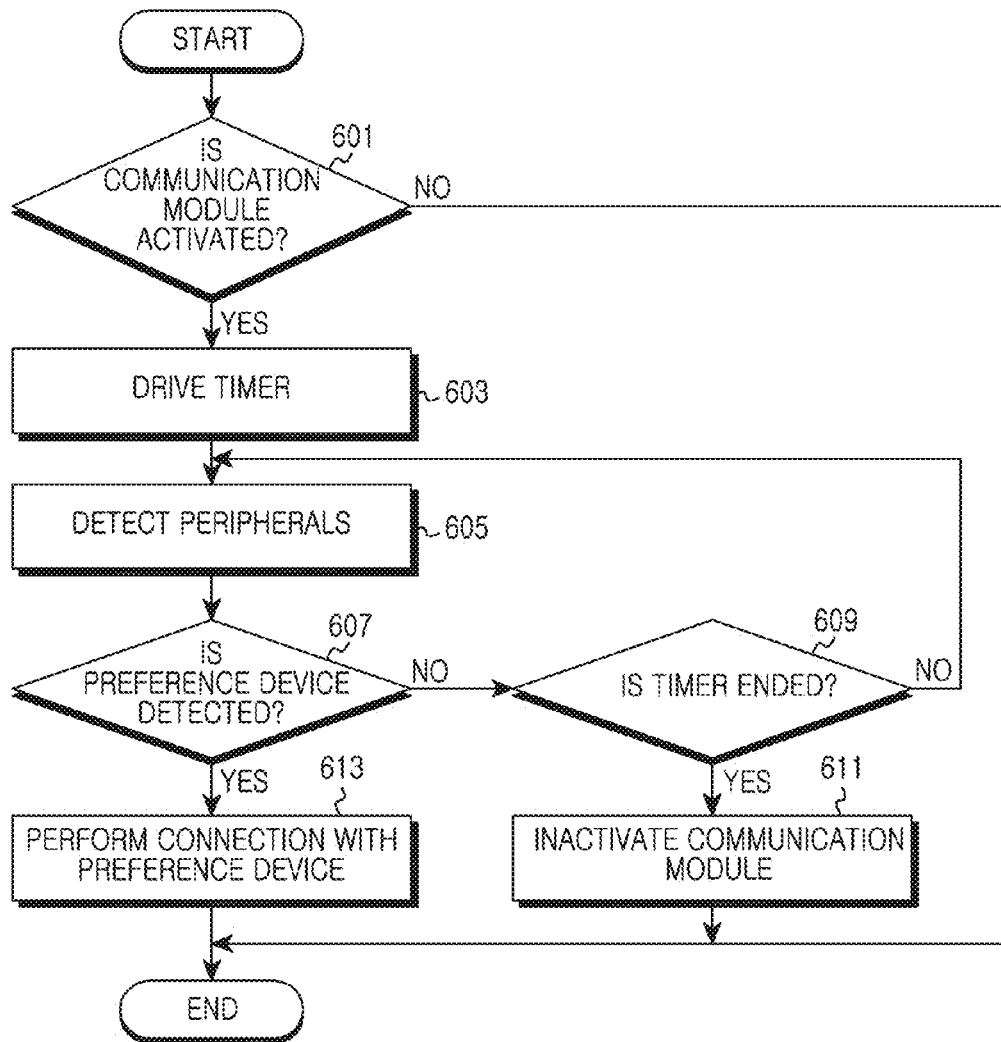 START
IS
COMMUNICATION
MODULE
ACTIVATED?
601
NO
YES
DRIVE TIMER
603
DETECT PERIPHERALS
605
IS
PREFERENCE DEVICE
DETECTED?
607
NO
IS TIMER ENDED?
609
NO
YES
613
PERFORM CONNECTION WITH
PREFERENCE DEVICE
YES
611
INACTIVATE COMMUNICATION
MODULE
END